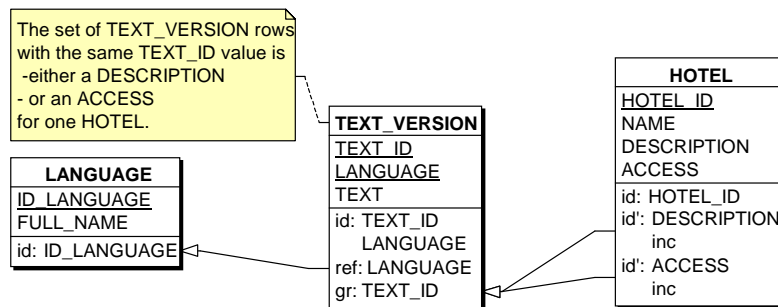 The set of TEXT_VERSION rows
with the same TEXT_ID value is
-either a DESCRIPTION
- or an ACCESS
for one HOTEL.
LANGUAGE
ID_LANGUAGE
FULL_NAME
id: ID_LANGUAGE
TEXT_VERSION
TEXT_ID
LANGUAGE
TEXT
id: TEXT_ID
LANGUAGE
ref: LANGUAGE
gr: TEXT_ID
HOTEL
HOTEL_ID
NAME
DESCRIPTION
ACCESS
id: HOTEL_ID
id': DESCRIPTION
inc
id': ACCESS
inc